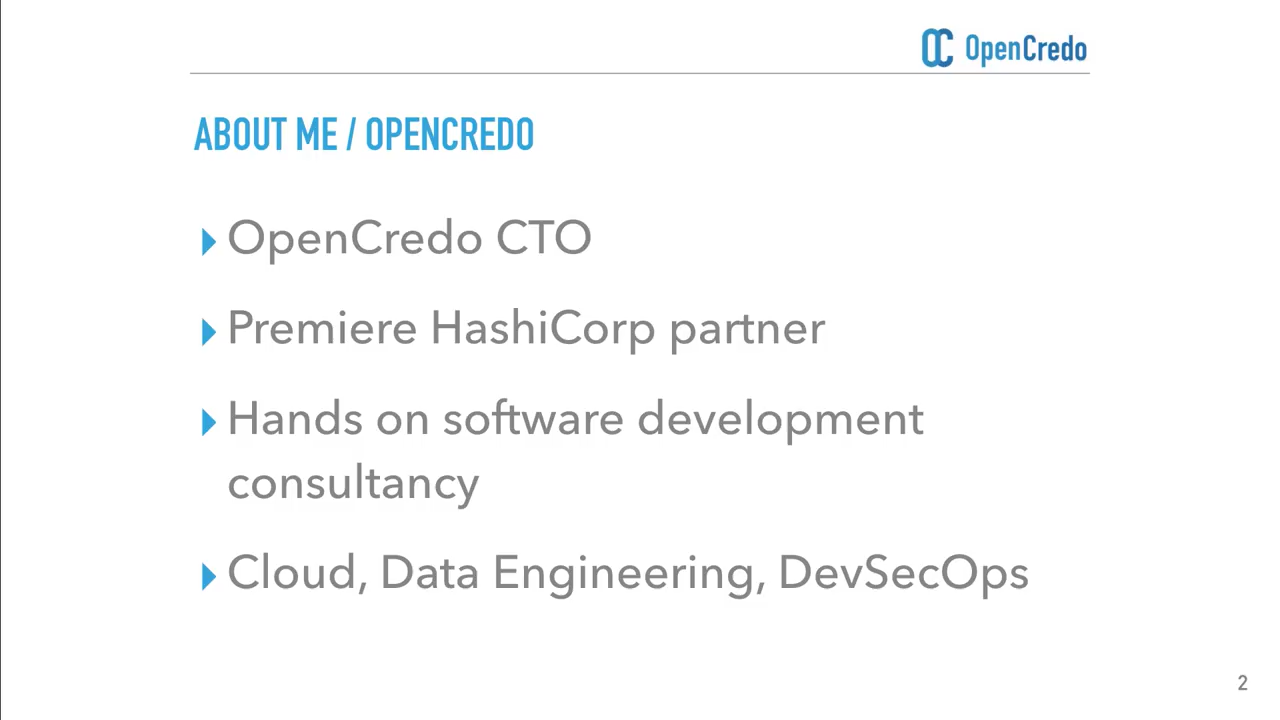 OpenCredo
ABOUT ME / OPENCREDO
OpenCredo CTO
Premiere HashiCorp partner
Hands on software development
consultancy
Cloud, Data Engineering, DevSecOps
2